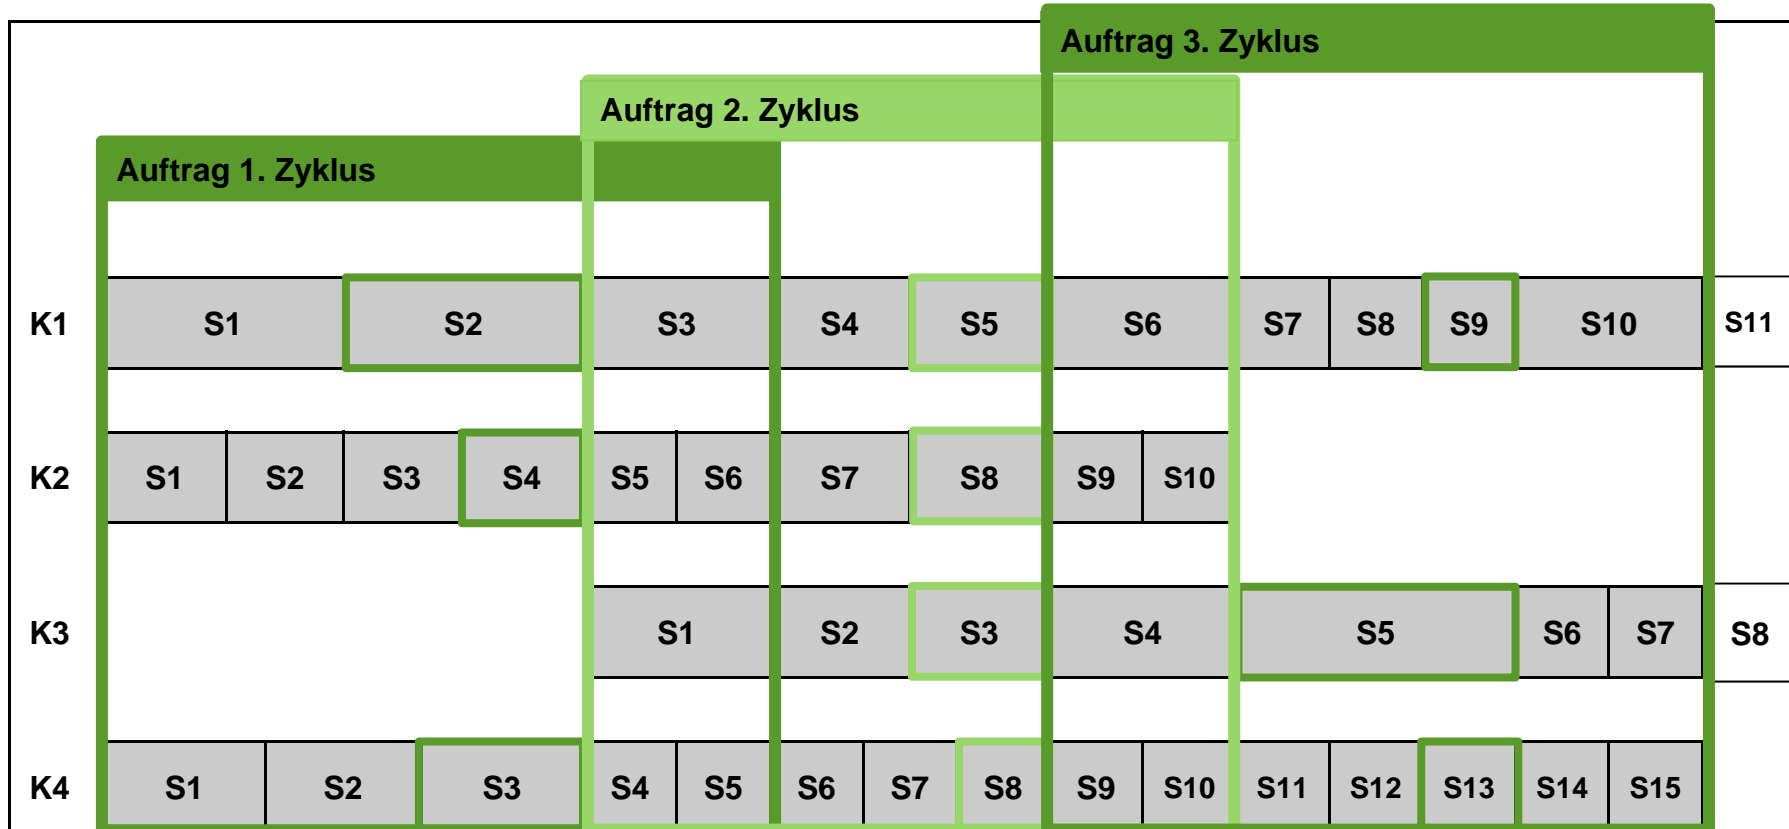 Auftrag 3. Zyklus
Auftrag 2. Zyklus
Auftrag 1. Zyklus
K1 S1 S2 S3 S4 S5 S6 S7 S8 S9 S10 S11
K2 S1 S2 S3 S4 S5 S6 S7 S8 S9 S10
K3 S1 S2 S3 S4 S5 S6 S7 S8
K4 S1 S2 S3 S4 S5 S6 S7 S8 S9 S10 S11 S12 S13 S14 S15